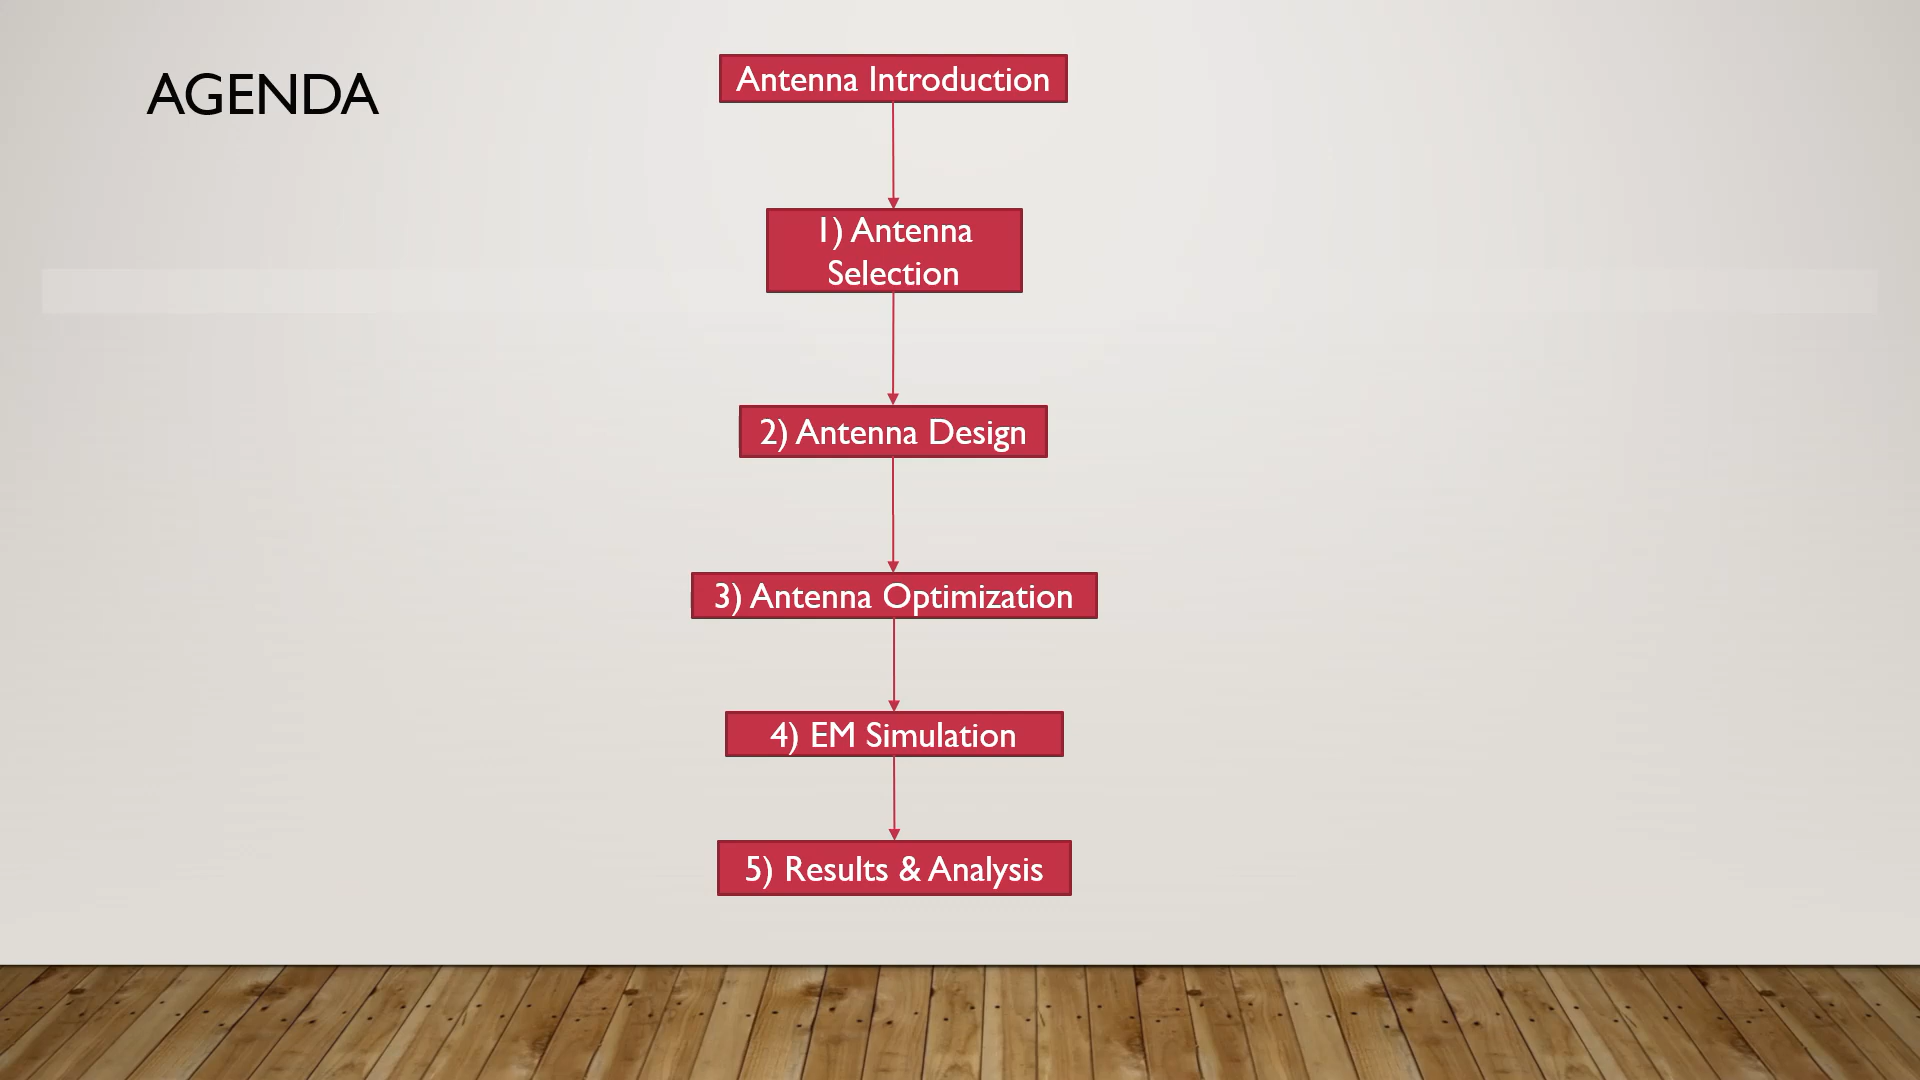 AGENDA
Antenna Introduction
1) Antenna
Selection
2) Antenna Design
3) Antenna Optimization
4) EM Simulation
5) Results & Analysis